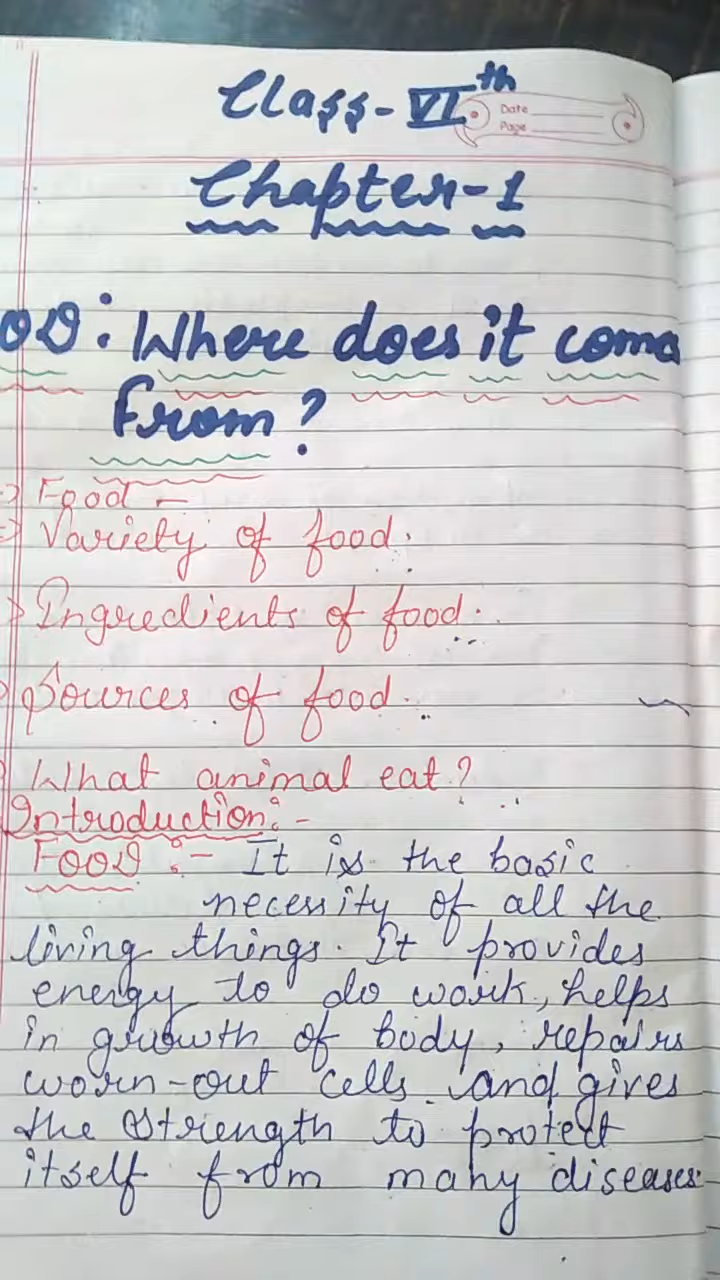 Class-VIth
Date
Page
Chapter-1
OOD: Where does it come
From?
Food -
Variety of food.
Ingredients of food.
Sources of food.
What animal eat?
Introduction:-
FOOD :- It is the basic
necessity of all the
living things. It provides
energy to do work, helps
in growth of body, repairs
worn-out cells and gives
the strength to protect
itself from many diseases.